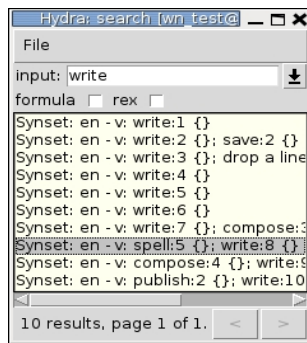 Hydra: search [wn_test@
File
input: write
formula rex
Synset: en - v: write:1 {}
Synset: en - v: write:2 {}; save:2 {}
Synset: en - v: write:3 {}; drop a line
Synset: en - v: write:4 {}
Synset: en - v: write:5 {}
Synset: en - v: write:6 {}
Synset: en - v: write:7 {}; compose:3
Synset: en - v: spell:5 {}; write:8 {}
Synset: en - v: compose:4 {}; write:9
Synset: en - v: publish:2 {}; write:10
10 results, page 1 of 1. < >